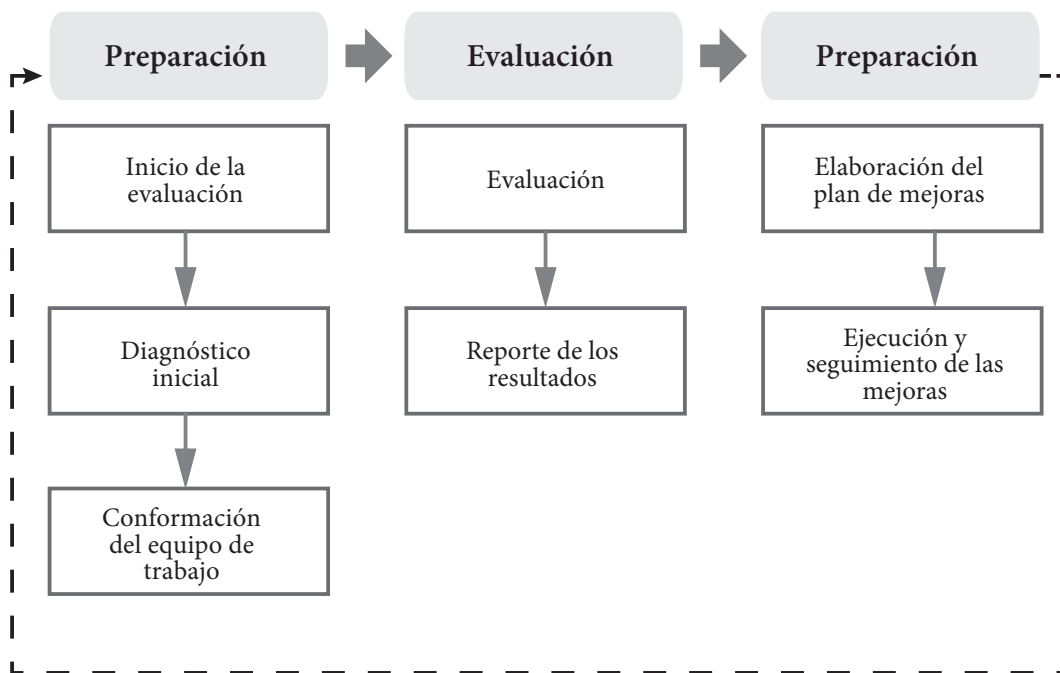 Preparación
Evaluación
Preparación
Inicio de la
evaluación
Diagnóstico
inicial
Conformación
del equipo de
trabajo
Evaluación
Reporte de los
resultados
Elaboración del
plan de mejoras
Ejecución y
seguimiento de las
mejoras